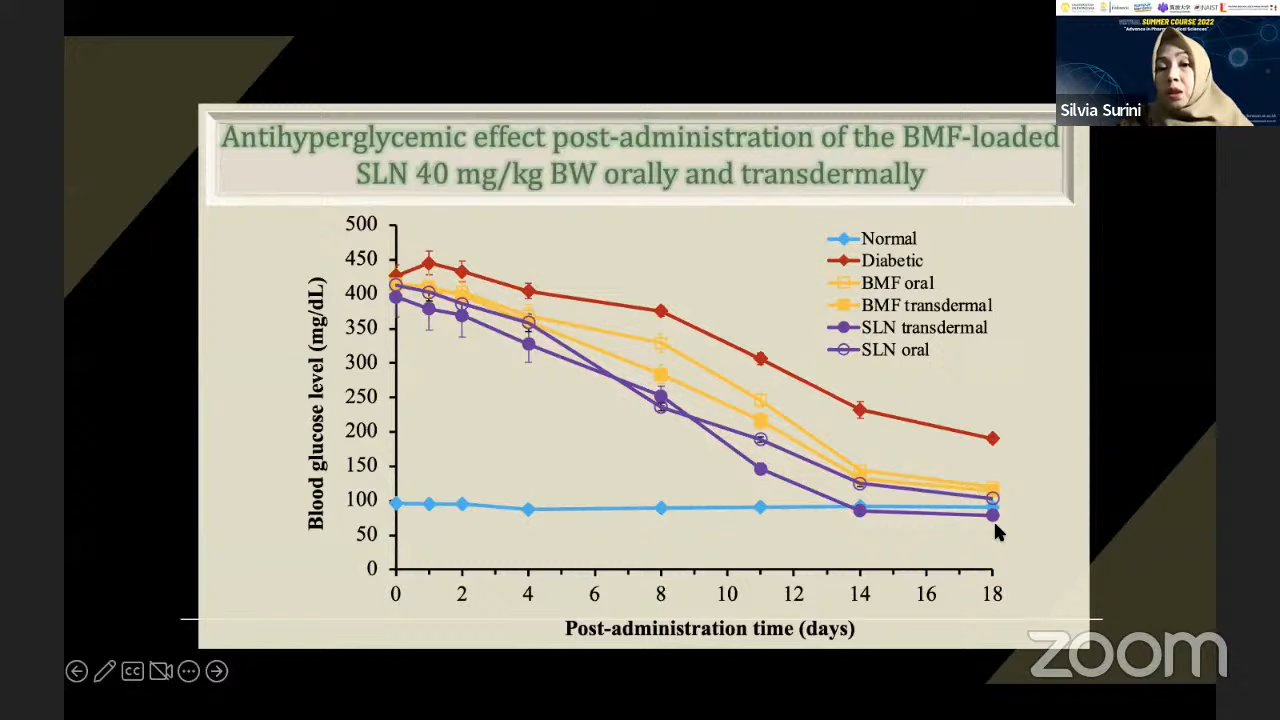 SUMMER COURSE 2022
Silvia Surini
Antihyperglycemic effect post-administration of the BMF-loaded
SLN 40 mg/kg BW orally and transdermally
Blood glucose level (mg/dL)
500
450
400
350
300
250
200
150
100
50
0
Normal
Diabetic
BMF oral
BMF transdermal
SLN transdermal
SLN oral
0 2 4 6 8 10 12 14 16 18
Post-administration time (days)
CC
zoom